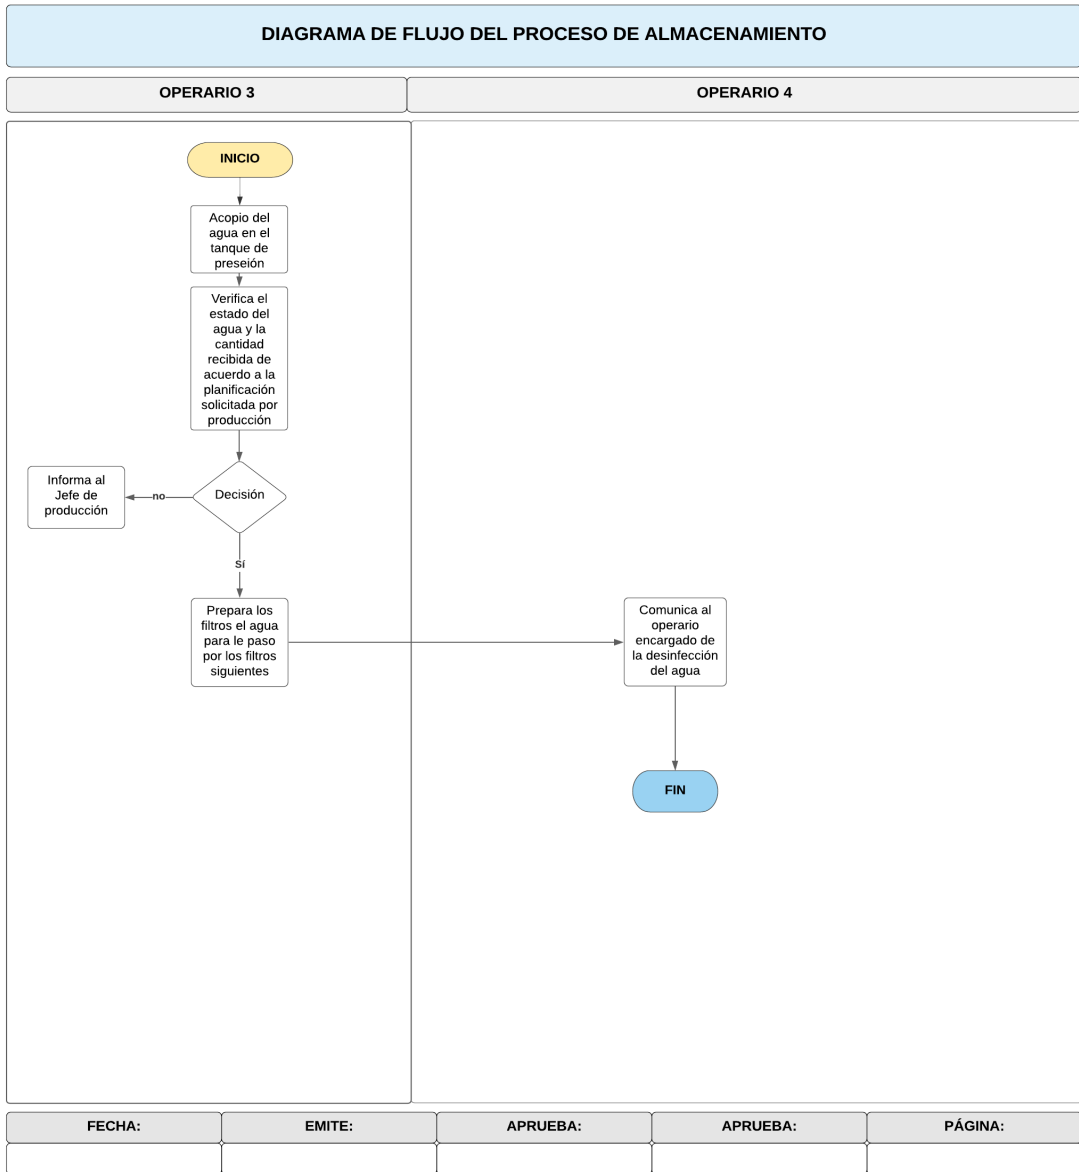 DIAGRAMA DE FLUJO DEL PROCESO DE ALMACENAMIENTO
OPERARIO 3
OPERARIO 4
INICIO
Acopio del
agua en el
tanque de
preseión
Verifica el
estado del
agua y la
cantidad
recibida de
acuerdo a la
planificación
solicitada por
producción
Decisión
no
Informa al
Jefe de
producción
Sí
Prepara los
filtros el agua
para le paso
por los filtros
siguientes
Comunica al
operario
encargado de
la desinfección
del agua
FIN
FECHA:
EMITE:
APRUEBA:
APRUEBA:
PÁGINA: